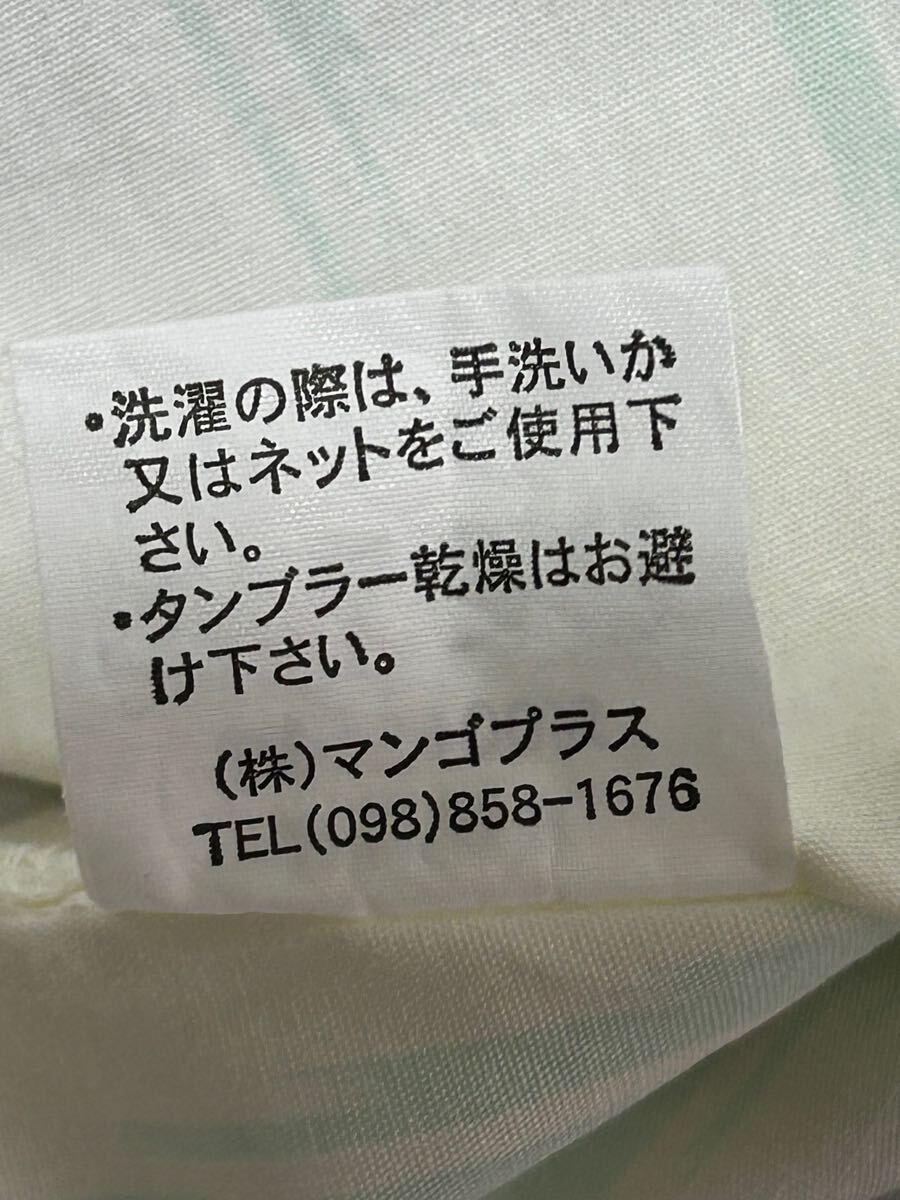 ・洗濯の際は、手洗いか
又はネットをご使用下
さい。
・タンブラー乾燥はお避
け下さい。
(株)マンゴプラス
TEL(098)858-1676